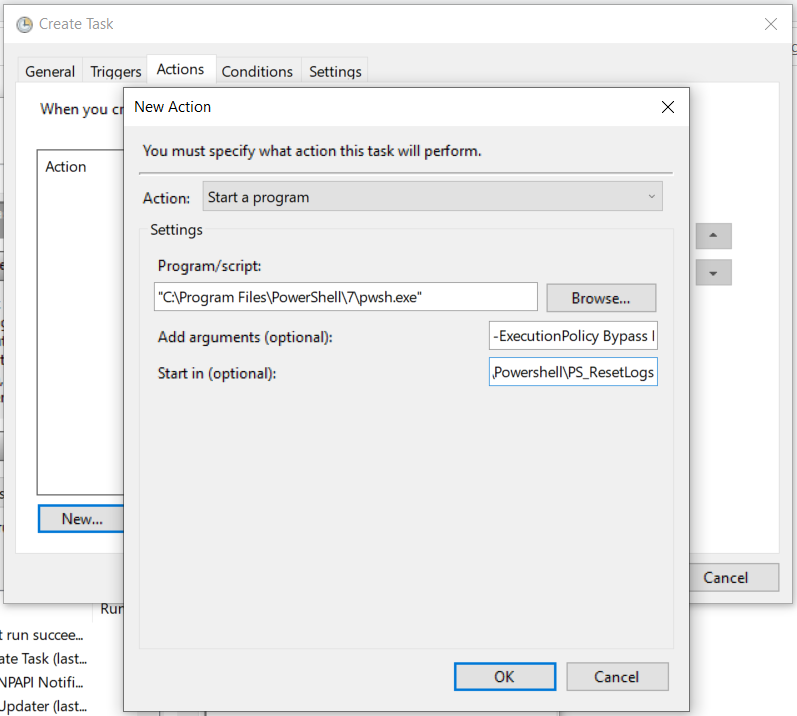 Create Task
General Triggers Actions Conditions Settings
When you cr
New Action
You must specify what action this task will perform.
Action
Action: Start a program
Settings
Program/script:
"C:\Program Files\PowerShell\7\pwsh.exe" Browse...
Add arguments (optional): -ExecutionPolicy Bypass
Start in (optional): \Powershell\PS_ResetLogs
New...
Cancel
Run
t run succee...
ate Task (last...
NPAPI Notifi...
Updater (last...
OK Cancel